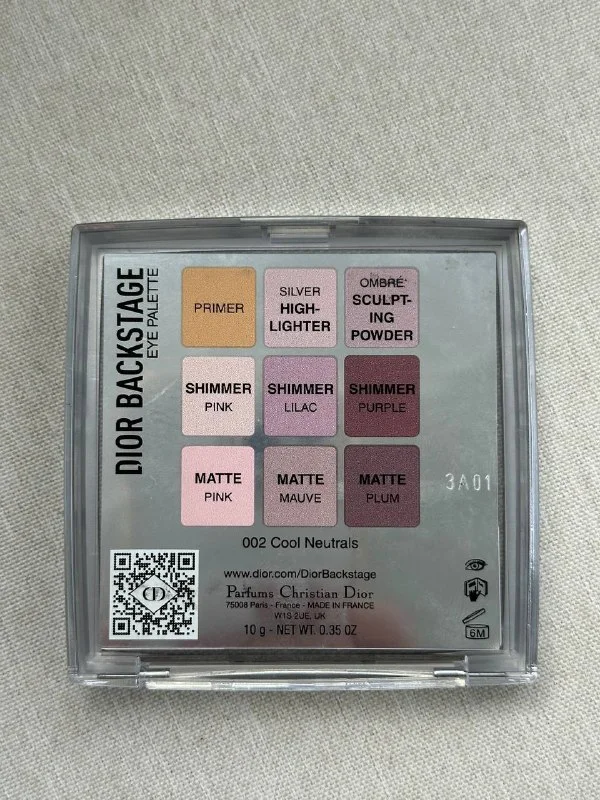 DIOR BACKSTAGE
EYE PALETTE
PRIMER
SILVER
HIGH-
LIGHTER
OMBRE
SCULPT-
ING
POWDER
SHIMMER
PINK
SHIMMER
LILAC
SHIMMER
PURPLE
MATTE
PINK
MATTE
MAUVE
MATTE
PLUM
3A01
002 Cool Neutrals
www.dior.com/DiorBackstage
Parfums Christian Dior
75008 Paris - France - MADE IN FRANCE
W1S 2UE, UK
10 g - NET WT. 0.35 OZ
CD
6M